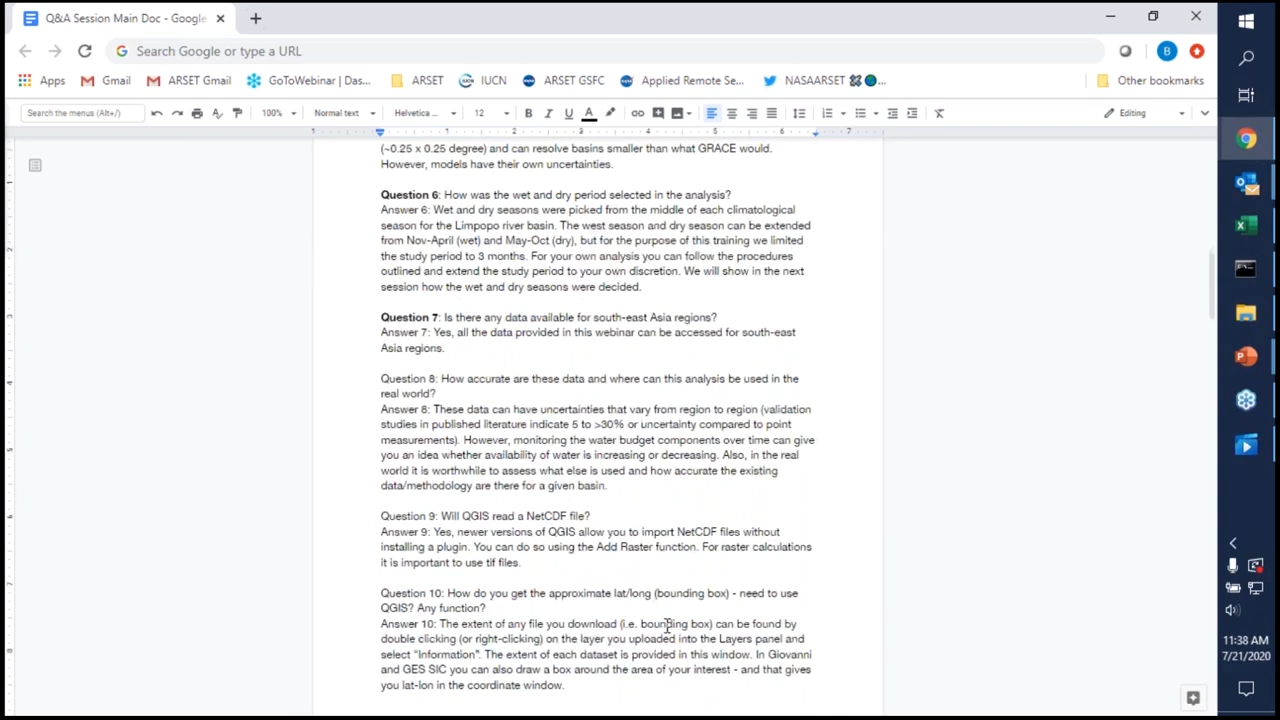 Q&A Session Main Doc - Google
Search Google or type a URL
B
Apps
Gmail
ARSET Gmail
GoToWebinar | Das...
ARSET
IUCN
ARSET GSFC
Applied Remote Se...
NASAARSET
Other bookmarks
Search the menus (Alt+/)
100%
Normal text
Helvetica ...
12
B
I
U
A
Editing
1
1
2
3
4
5
6
7
(~0.25 x 0.25 degree) and can resolve basins smaller than what GRACE would.
However, models have their own uncertainties.
Question 6: How was the wet and dry period selected in the analysis?
Answer 6: Wet and dry seasons were picked from the middle of each climatological
season for the Limpopo river basin. The west season and dry season can be extended
from Nov-April (wet) and May-Oct (dry), but for the purpose of this training we limited
the study period to 3 months. For your own analysis you can follow the procedures
outlined and extend the study period to your own discretion. We will show in the next
session how the wet and dry seasons were decided.
Question 7: Is there any data available for south-east Asia regions?
Answer 7: Yes, all the data provided in this webinar can be accessed for south-east
Asia regions.
Question 8: How accurate are these data and where can this analysis be used in the
real world?
Answer 8: These data can have uncertainties that vary from region to region (validation
studies in published literature indicate 5 to >30% or uncertainty compared to point
measurements). However, monitoring the water budget components over time can give
you an idea whether availability of water is increasing or decreasing. Also, in the real
world it is worthwhile to assess what else is used and how accurate the existing
data/methodology are there for a given basin.
Question 9: Will QGIS read a NetCDF file?
Answer 9: Yes, newer versions of QGIS allow you to import NetCDF files without
installing a plugin. You can do so using the Add Raster function. For raster calculations
it is important to use tif files.
Question 10: How do you get the approximate lat/long (bounding box) - need to use
QGIS? Any function?
Answer 10: The extent of any file you download (i.e. bounding box) can be found by
double clicking (or right-clicking) on the layer you uploaded into the Layers panel and
select "Information". The extent of each dataset is provided in this window. In Giovanni
and GES SIC you can also draw a box around the area of your interest - and that gives
you lat-lon in the coordinate window.
11:38 AM
7/21/2020